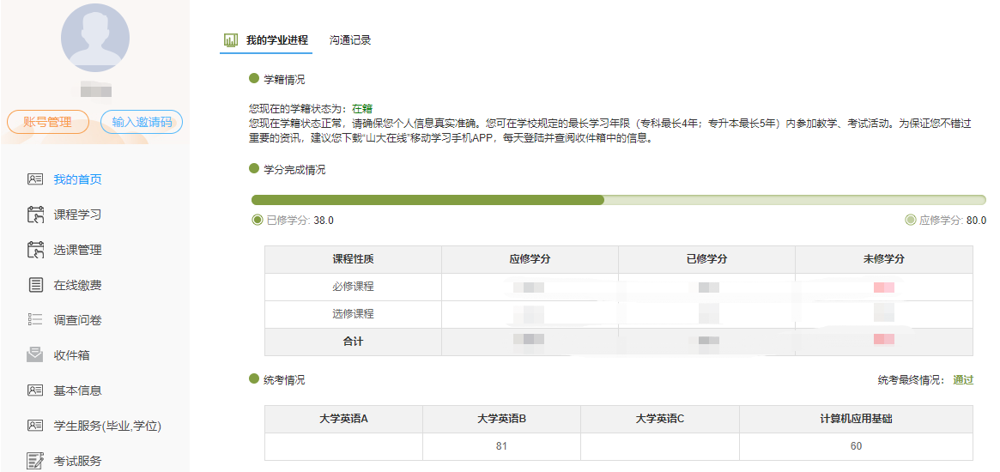 账号管理
输入邀请码
我的首页
课程学习
选课管理
在线缴费
调查问卷
收件箱
基本信息
学生服务(毕业,学位)
考试服务
我的学业进程 沟通记录
学籍情况
您现在的学籍状态为：在籍
您现在学籍状态正常，请确保您个人信息真实准确。您可在学校规定的最长学习年限（专科最长4年；专升本最长5年）内参加教学、考试活动。为保证您不错过
重要的资讯，建议您下载“山大在线”移动学习手机APP，每天登陆并查阅收件箱中的信息。
学分完成情况
已修学分: 38.0 应修学分: 80.0
课程性质 应修学分 已修学分 未修学分
必修课程
选修课程
合计
统考情况 统考最终情况： 通过
大学英语A 大学英语B 大学英语C 计算机应用基础
81 60